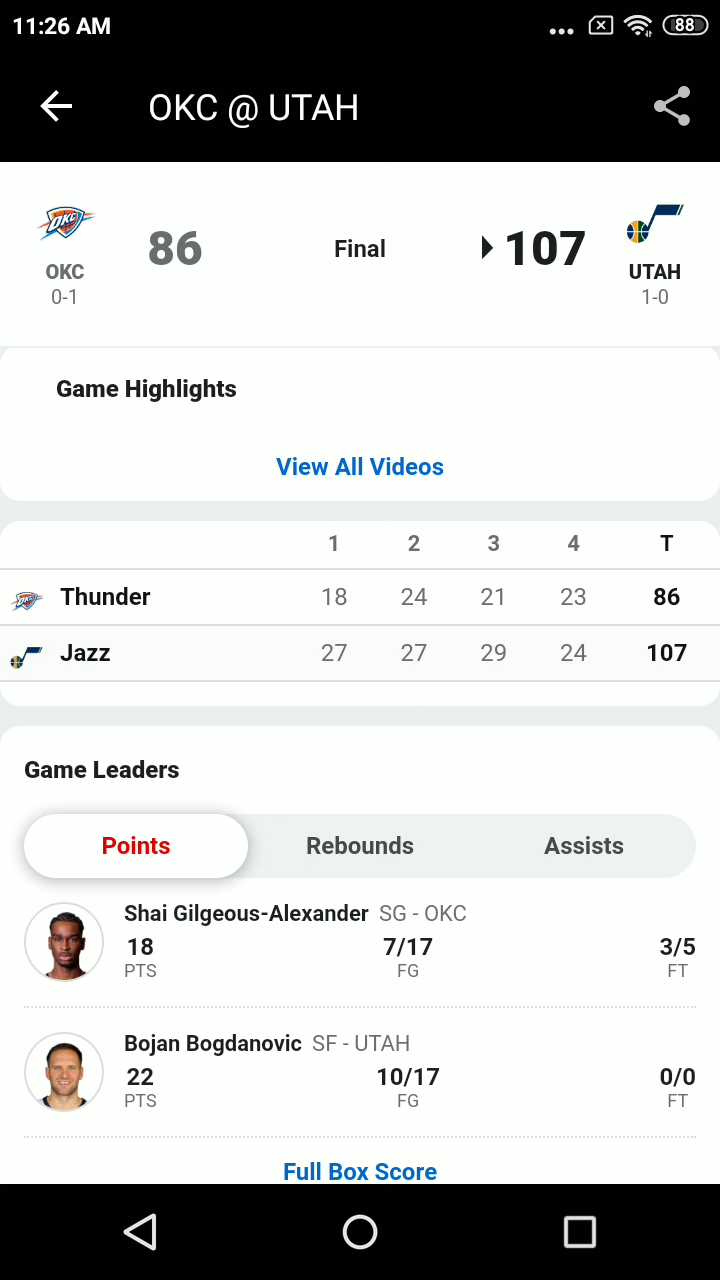 11:26 AM
88
OKC @ UTAH
OKC
86
Final
107
OKC
0-1
UTAH
1-0
Game Highlights
View All Videos
1 2 3 4 T
Thunder 18 24 21 23 86
Jazz 27 27 29 24 107
Game Leaders
Points Rebounds Assists
Shai Gilgeous-Alexander SG - OKC
18 7/17 3/5
PTS FG FT
Bojan Bogdanovic SF - UTAH
22 10/17 0/0
PTS FG FT
Full Box Score